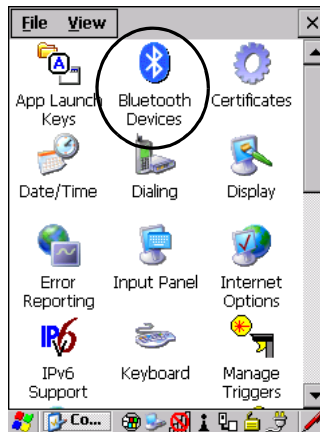 File View
App Launch Bluetooth Certificates
Keys Devices
Date/Time Dialing Display
Error Input Panel Internet
Reporting Options
IPv6 Keyboard Manage
Support Triggers
Co...